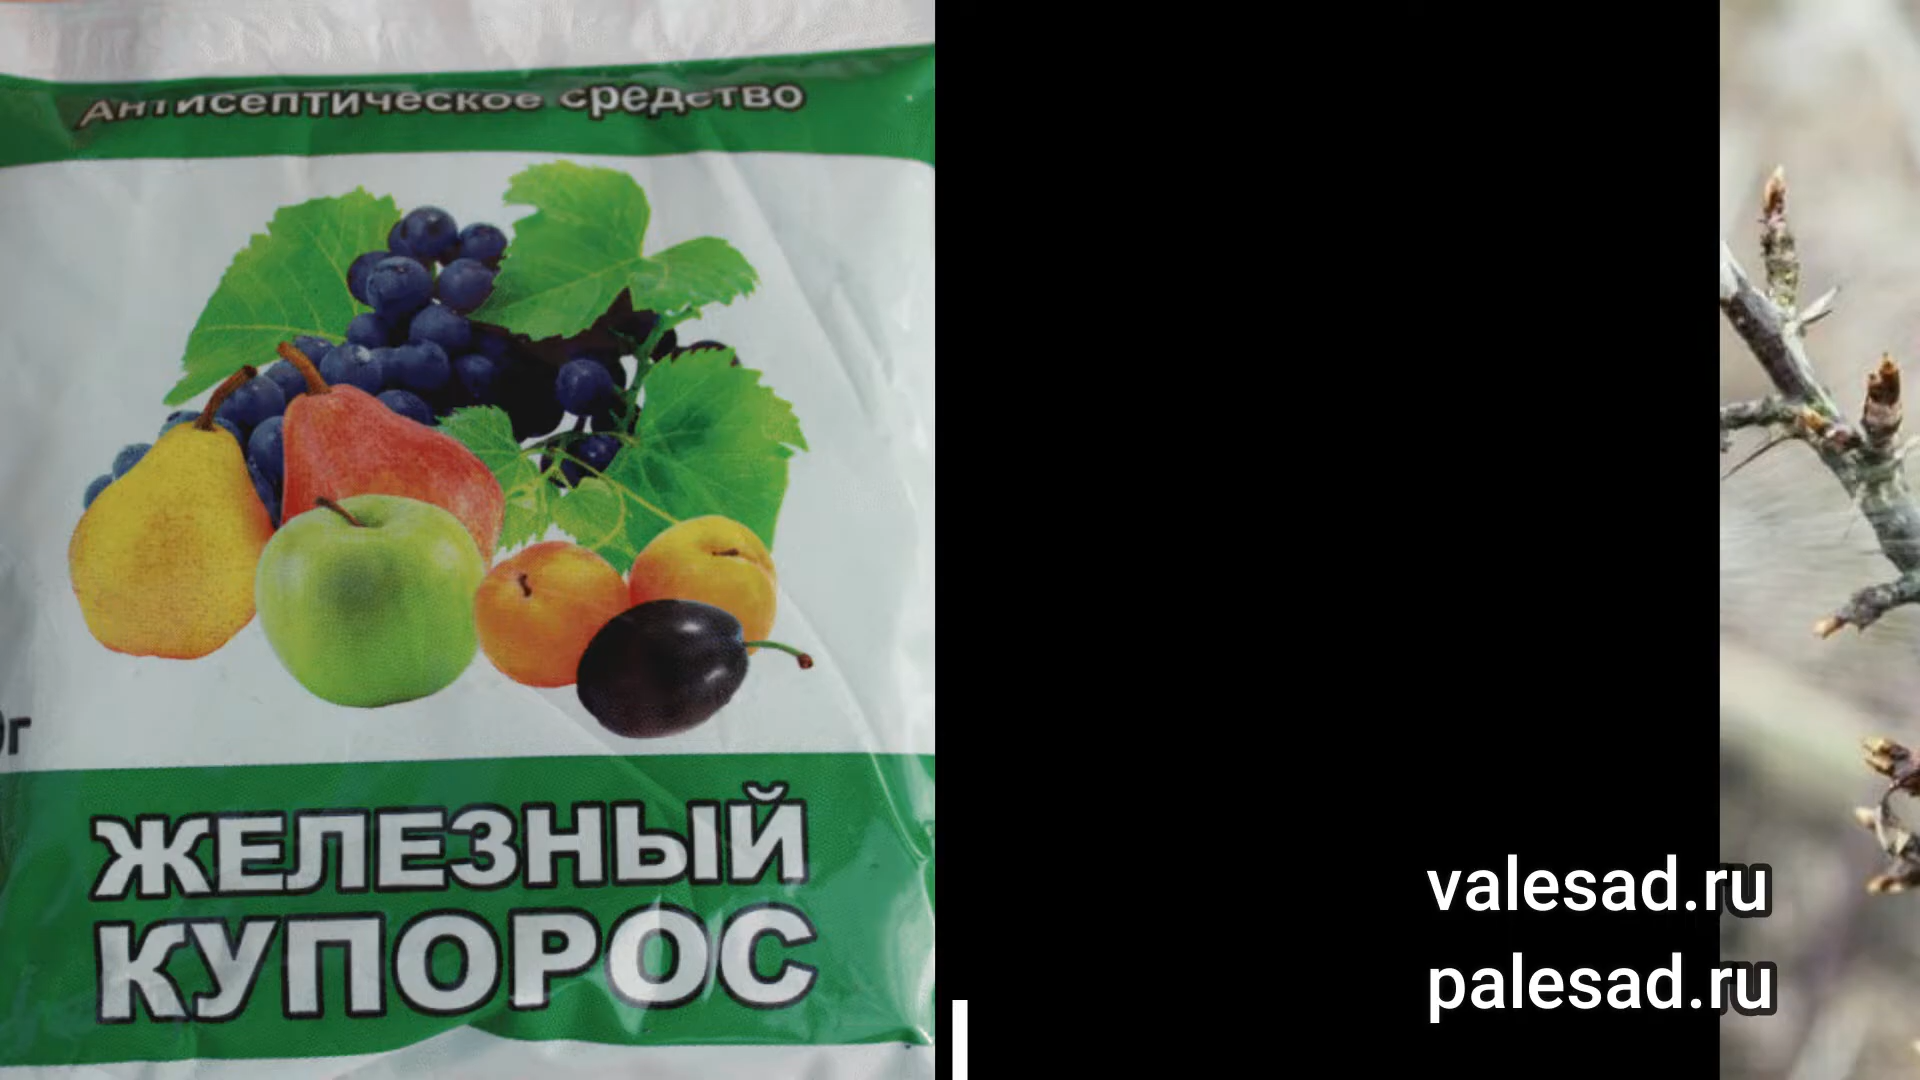 Антисептическое средство
г
ЖЕЛЕЗНЫЙ
КУПОРОС
valesad.ru
palesad.ru